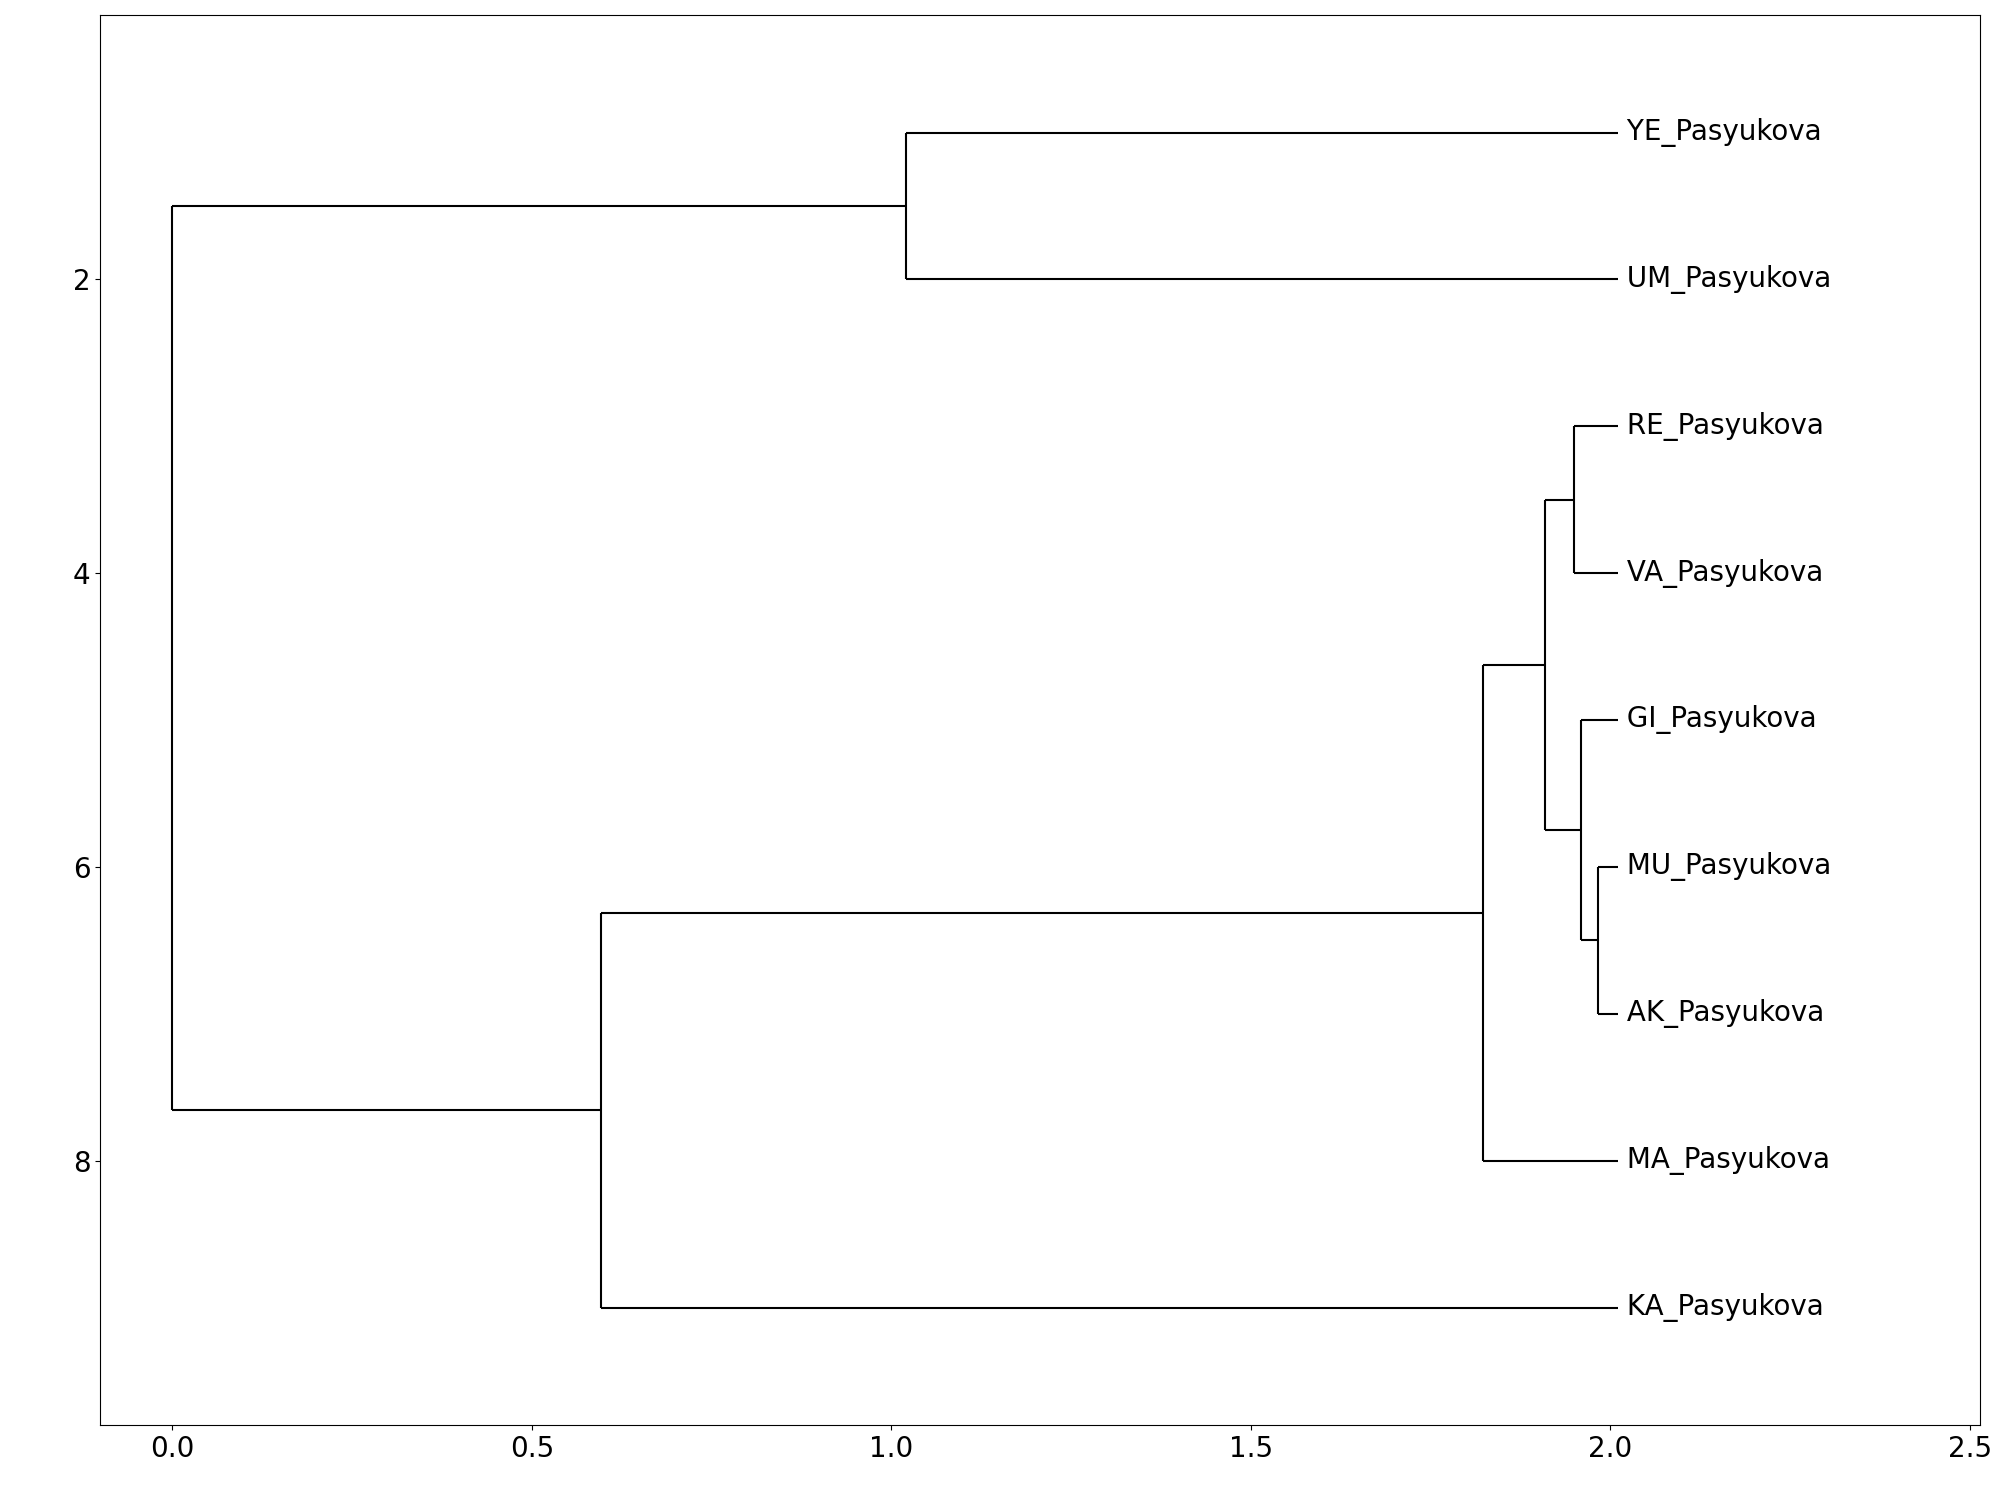 YE_Pasyukova
2 UM_Pasyukova
RE_Pasyukova
4 VA_Pasyukova
GI_Pasyukova
6 MU_Pasyukova
AK_Pasyukova
8 MA_Pasyukova
KA_Pasyukova
0.0 0.5 1.0 1.5 2.0 2.5